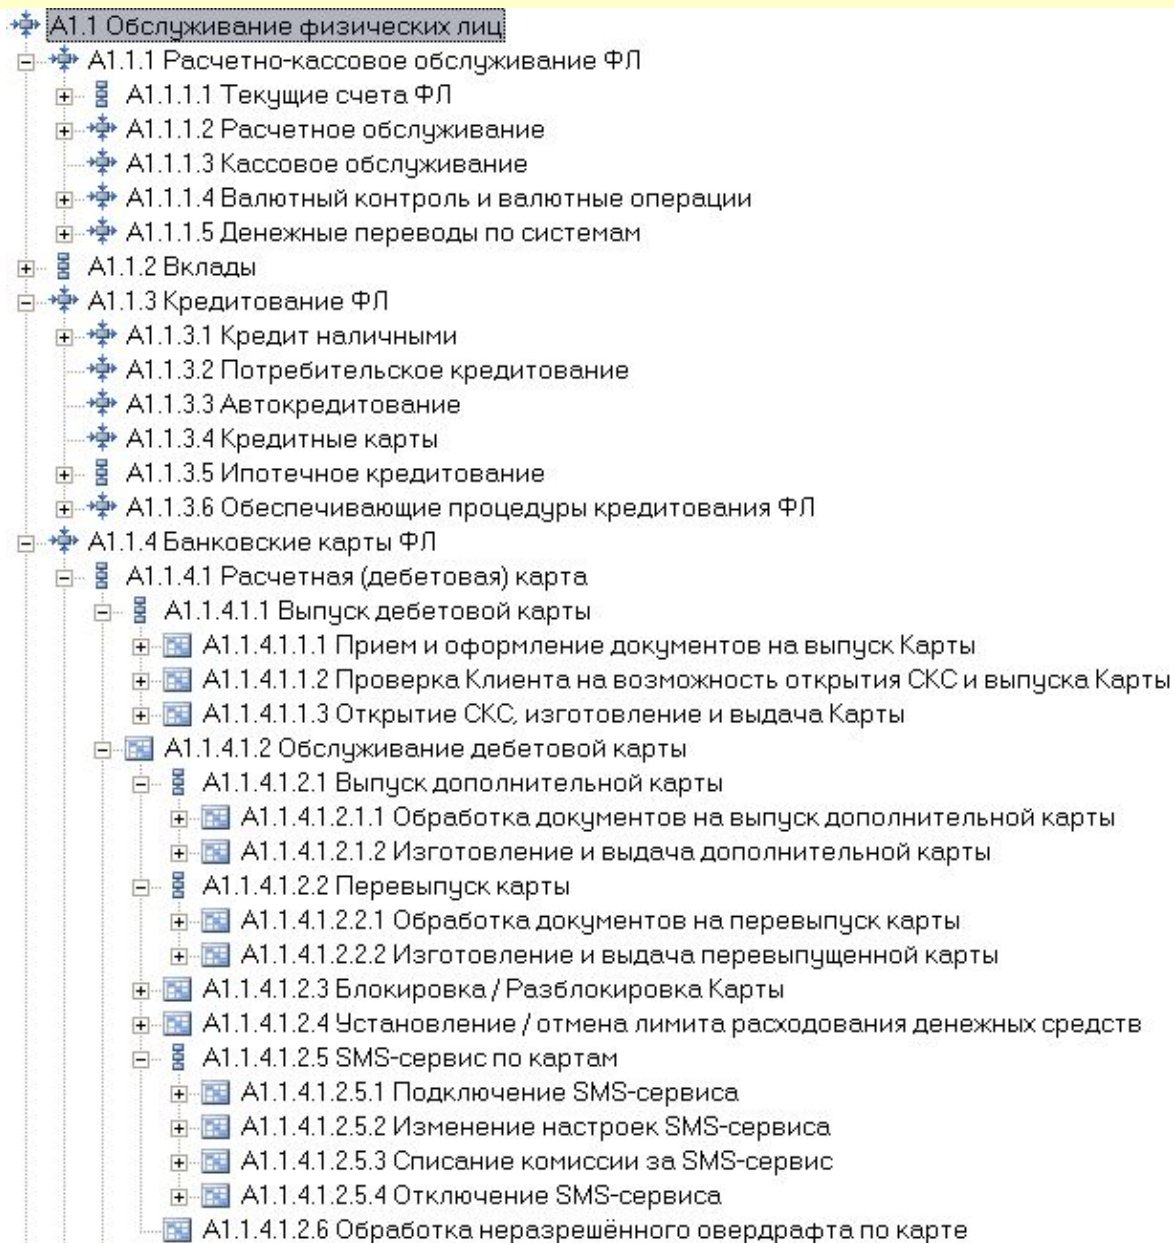 А1.1 Обслуживание физических лиц
А1.1.1 Расчетно-кассовое обслуживание ФЛ
А1.1.1.1 Текущие счета ФЛ
А1.1.1.2 Расчетное обслуживание
А1.1.1.3 Кассовое обслуживание
А1.1.1.4 Валютный контроль и валютные операции
А1.1.1.5 Денежные переводы по системам
А1.1.2 Вклады
А1.1.3 Кредитование ФЛ
А1.1.3.1 Кредит наличными
А1.1.3.2 Потребительское кредитование
А1.1.3.3 Автокредитование
А1.1.3.4 Кредитные карты
А1.1.3.5 Ипотечное кредитование
А1.1.3.6 Обеспечивающие процедуры кредитования ФЛ
А1.1.4 Банковские карты ФЛ
А1.1.4.1 Расчетная (дебетовая) карта
А1.1.4.1.1 Выпуск дебетовой карты
А1.1.4.1.1.1 Прием и оформление документов на выпуск Карты
А1.1.4.1.1.2 Проверка Клиента на возможность открытия СКС и выпуска Карты
А1.1.4.1.1.3 Открытие СКС, изготовление и выдача Карты
А1.1.4.1.2 Обслуживание дебетовой карты
А1.1.4.1.2.1 Выпуск дополнительной карты
А1.1.4.1.2.1.1 Обработка документов на выпуск дополнительной карты
А1.1.4.1.2.1.2 Изготовление и выдача дополнительной карты
А1.1.4.1.2.2 Перевыпуск карты
А1.1.4.1.2.2.1 Обработка документов на перевыпуск карты
А1.1.4.1.2.2.2 Изготовление и выдача перевыпущенной карты
А1.1.4.1.2.3 Блокировка / Разблокировка Карты
А1.1.4.1.2.4 Установление / отмена лимита расходования денежных средств
А1.1.4.1.2.5 SMS-сервис по картам
А1.1.4.1.2.5.1 Подключение SMS-сервиса
А1.1.4.1.2.5.2 Изменение настроек SMS-сервиса
А1.1.4.1.2.5.3 Списание комиссии за SMS-сервис
А1.1.4.1.2.5.4 Отключение SMS-сервиса
А1.1.4.1.2.6 Обработка неразрешённого овердрафта по карте